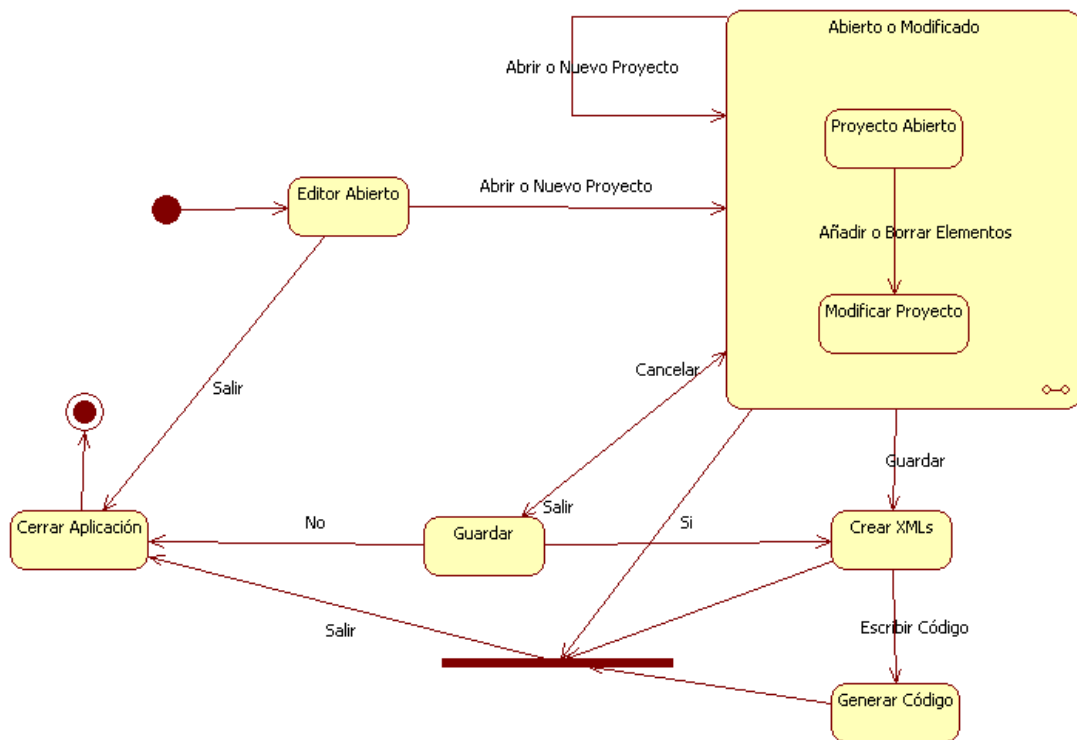 Abierto o Modificado
Abrir o Nuevo Proyecto
Proyecto Abierto
Editor Abierto
Abrir o Nuevo Proyecto
Añadir o Borrar Elementos
Modificar Proyecto
Cancelar
Salir
Guardar
Salir
Cerrar Aplicación
No
Guardar
Si
Crear XMLs
Salir
Escribir Código
Generar Código